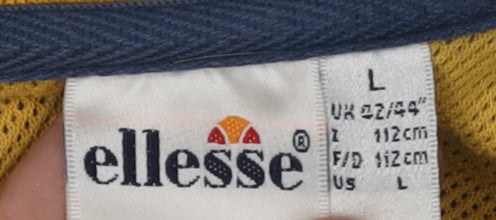 ellesse®
L
UK 42/44"
I 112cm
F/D 112cm
US L